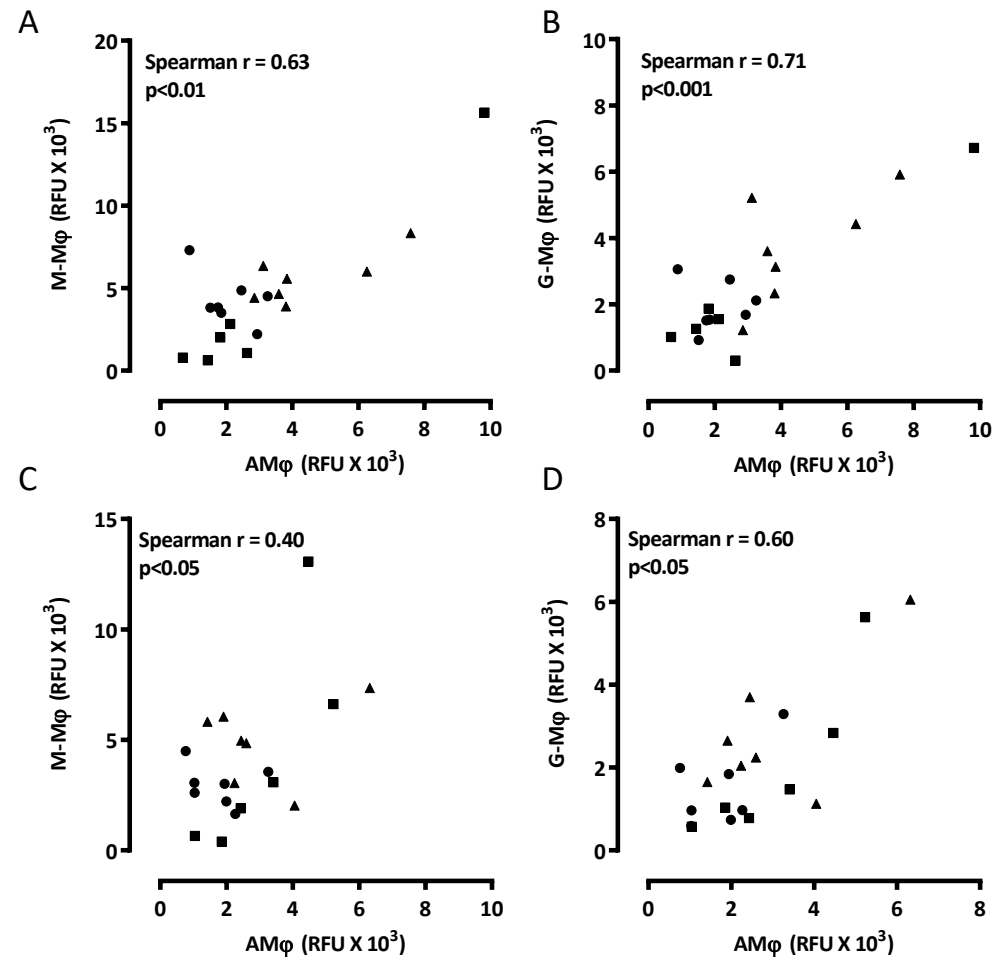 A
Spearman r = 0.63
p<0.01
M-Mφ (RFU X 10³)
20
15
10
5
0
0 2 4 6 8 10
AMφ (RFU X 10³)
B
Spearman r = 0.71
p<0.001
G-Mφ (RFU X 10³)
10
8
6
4
2
0
0 2 4 6 8 10
AMφ (RFU X 10³)
C
Spearman r = 0.40
p<0.05
M-Mφ (RFU X 10³)
15
10
5
0
0 2 4 6 8 10
AMφ (RFU X 10³)
D
Spearman r = 0.60
p<0.05
G-Mφ (RFU X 10³)
8
6
4
2
0
0 2 4 6 8
AMφ (RFU X 10³)